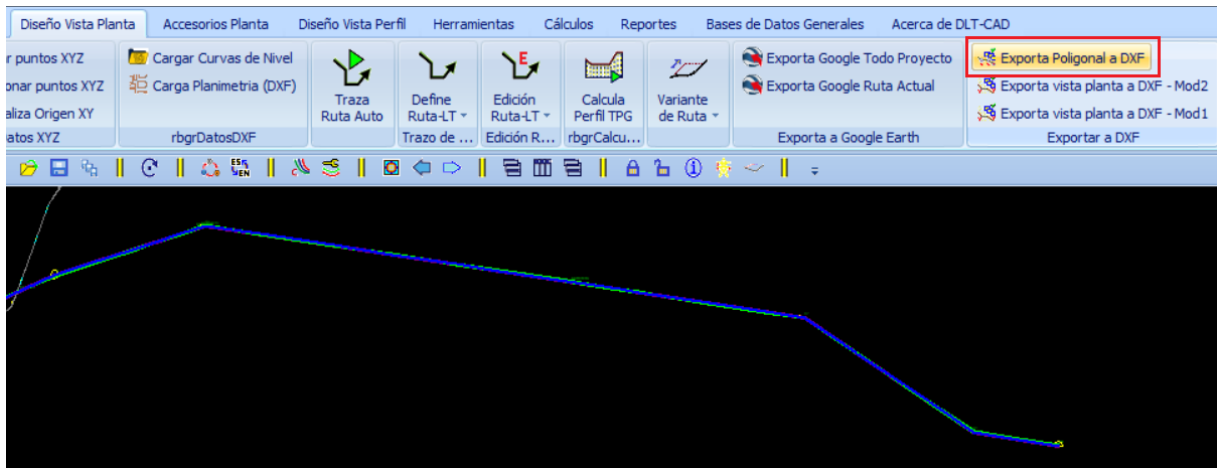 Diseño Vista Planta Accesorios Planta Diseño Vista Perfil Herramientas Cálculos Reportes Bases de Datos Generales Acerca de DLT-CAD
r puntos XYZ
onar puntos XYZ
aliza Origen XY
atos XYZ
Cargar Curvas de Nivel
Carga Planimetria (DXF)
rbgrDatosDXF
Traza
Ruta Auto
Define
Ruta-LT
Trazo de ...
Edición
Ruta-LT
Edición R...
Calcula
Perfil TPG
rbgrCalcu...
Variante
de Ruta
Exporta Google Todo Proyecto
Exporta Google Ruta Actual
Exporta a Google Earth
Exporta Poligonal a DXF
Exporta vista planta a DXF - Mod2
Exporta vista planta a DXF - Mod1
Exportar a DXF
ES
EN